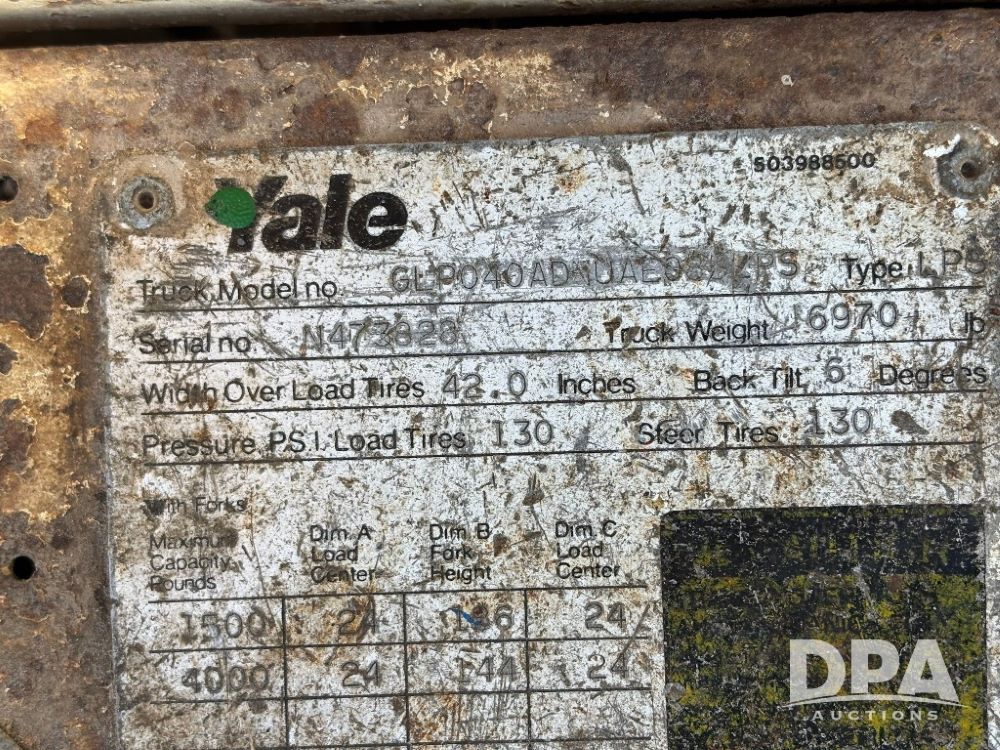 503988500
Yale
Truck Model no. Type LPS
Serial no. N473828 Truck Weight 6970 lb
Width Over Load Tires 42.0 Inches Back Tilt 6 Degrees
Pressure P.S.I. Load Tires 130 Steer Tires 130
With Forks
Maximum Capacity Pounds
Dim A Load Center
Dim B Fork Height
Dim C Load Center
1500 24 24
4000 24 144 24
DPA
AUCTIONS